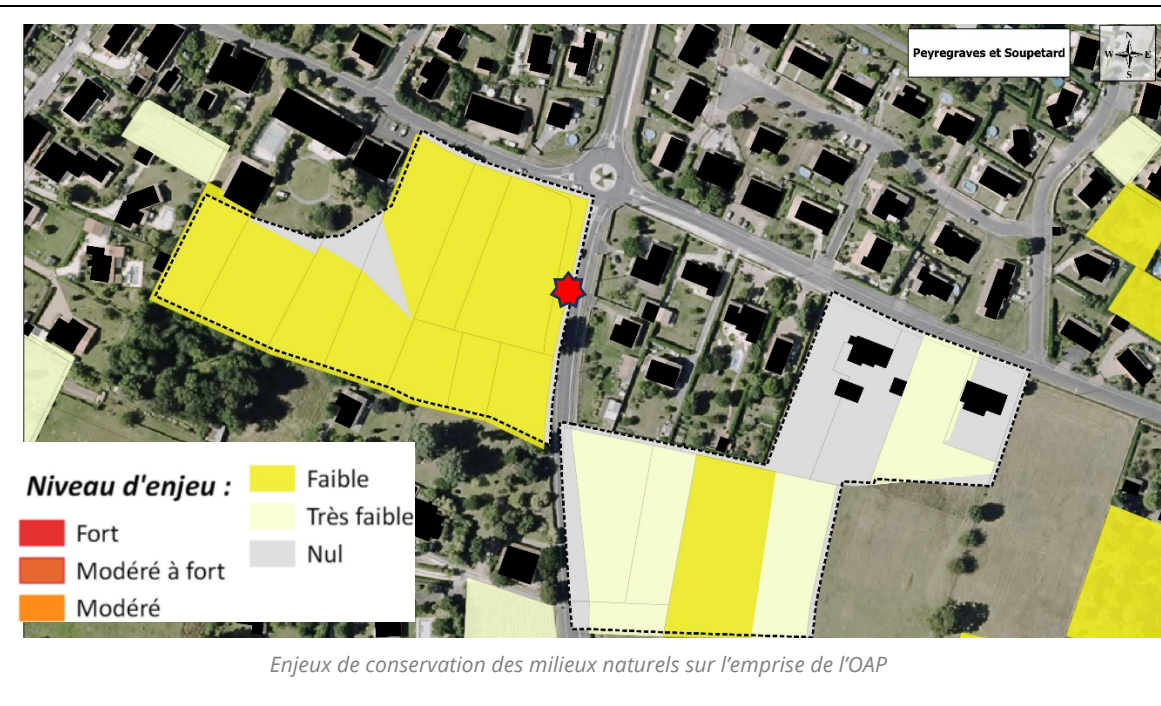 Peyregraves et Soupetard
N
W E
S
Niveau d'enjeu :
Fort
Modéré à fort
Modéré
Faible
Très faible
Nul
Enjeux de conservation des milieux naturels sur l’emprise de l’OAP